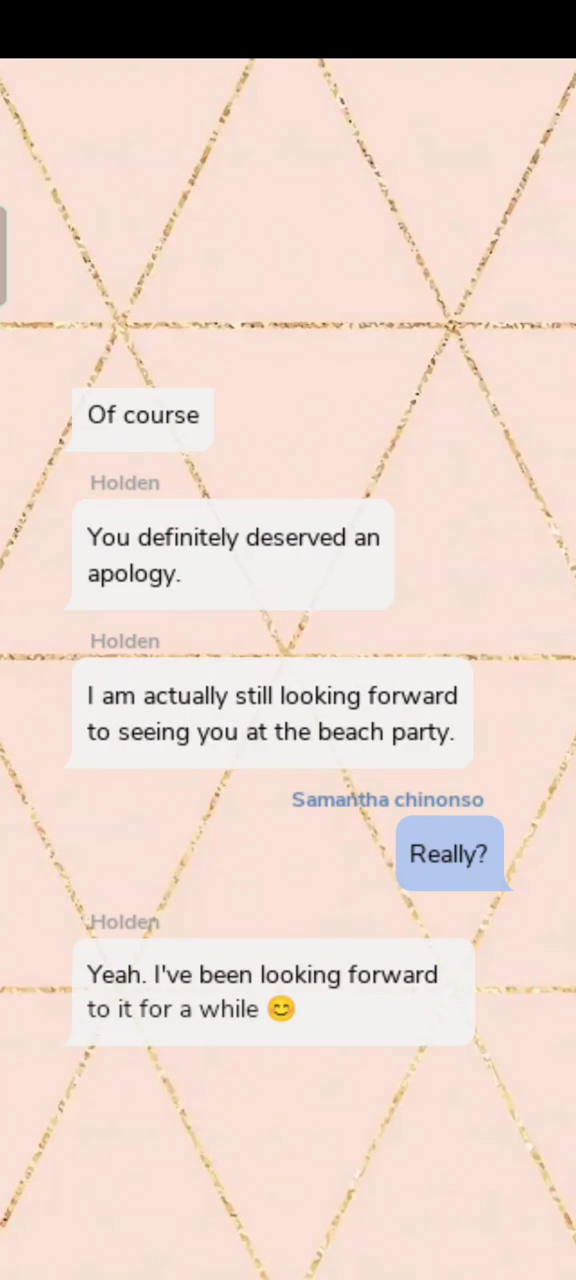 Of course
Holden
You definitely deserved an
apology.
Holden
I am actually still looking forward
to seeing you at the beach party.
Samantha chinonso
Really?
Holden
Yeah. I've been looking forward
to it for a while 😊